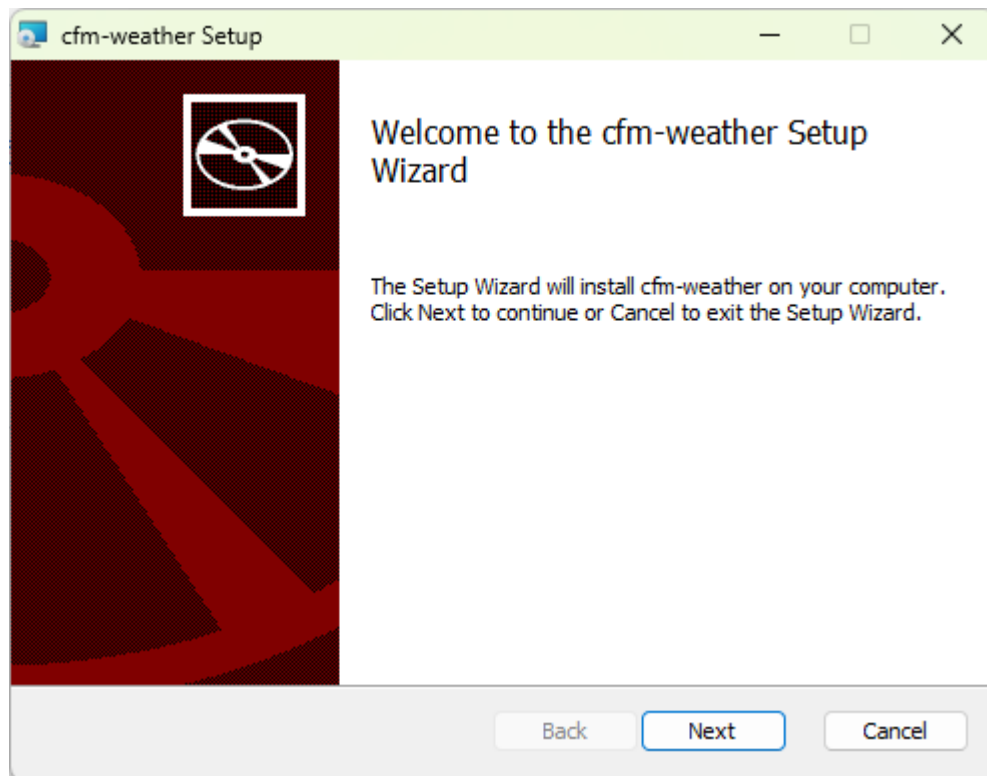 cfm-weather Setup
Welcome to the cfm-weather Setup
Wizard
The Setup Wizard will install cfm-weather on your computer.
Click Next to continue or Cancel to exit the Setup Wizard.
Back Next Cancel